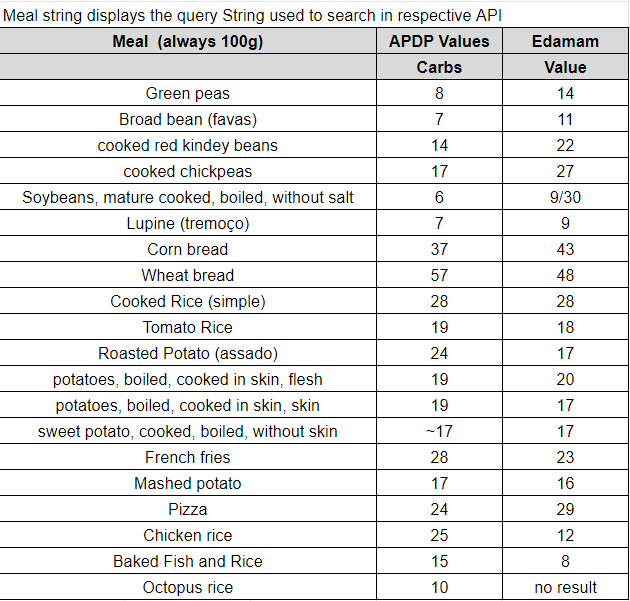 Meal string displays the query String used to search in respective API
Meal (always 100g) APDP Values Edamam
Carbs Value
Green peas 8 14
Broad bean (favas) 7 11
cooked red kindey beans 14 22
cooked chickpeas 17 27
Soybeans, mature cooked, boiled, without salt 6 9/30
Lupine (tremoço) 7 9
Corn bread 37 43
Wheat bread 57 48
Cooked Rice (simple) 28 28
Tomato Rice 19 18
Roasted Potato (assado) 24 17
potatoes, boiled, cooked in skin, flesh 19 20
potatoes, boiled, cooked in skin, skin 19 17
sweet potato, cooked, boiled, without skin ~17 17
French fries 28 23
Mashed potato 17 16
Pizza 24 29
Chicken rice 25 12
Baked Fish and Rice 15 8
Octopus rice 10 no result